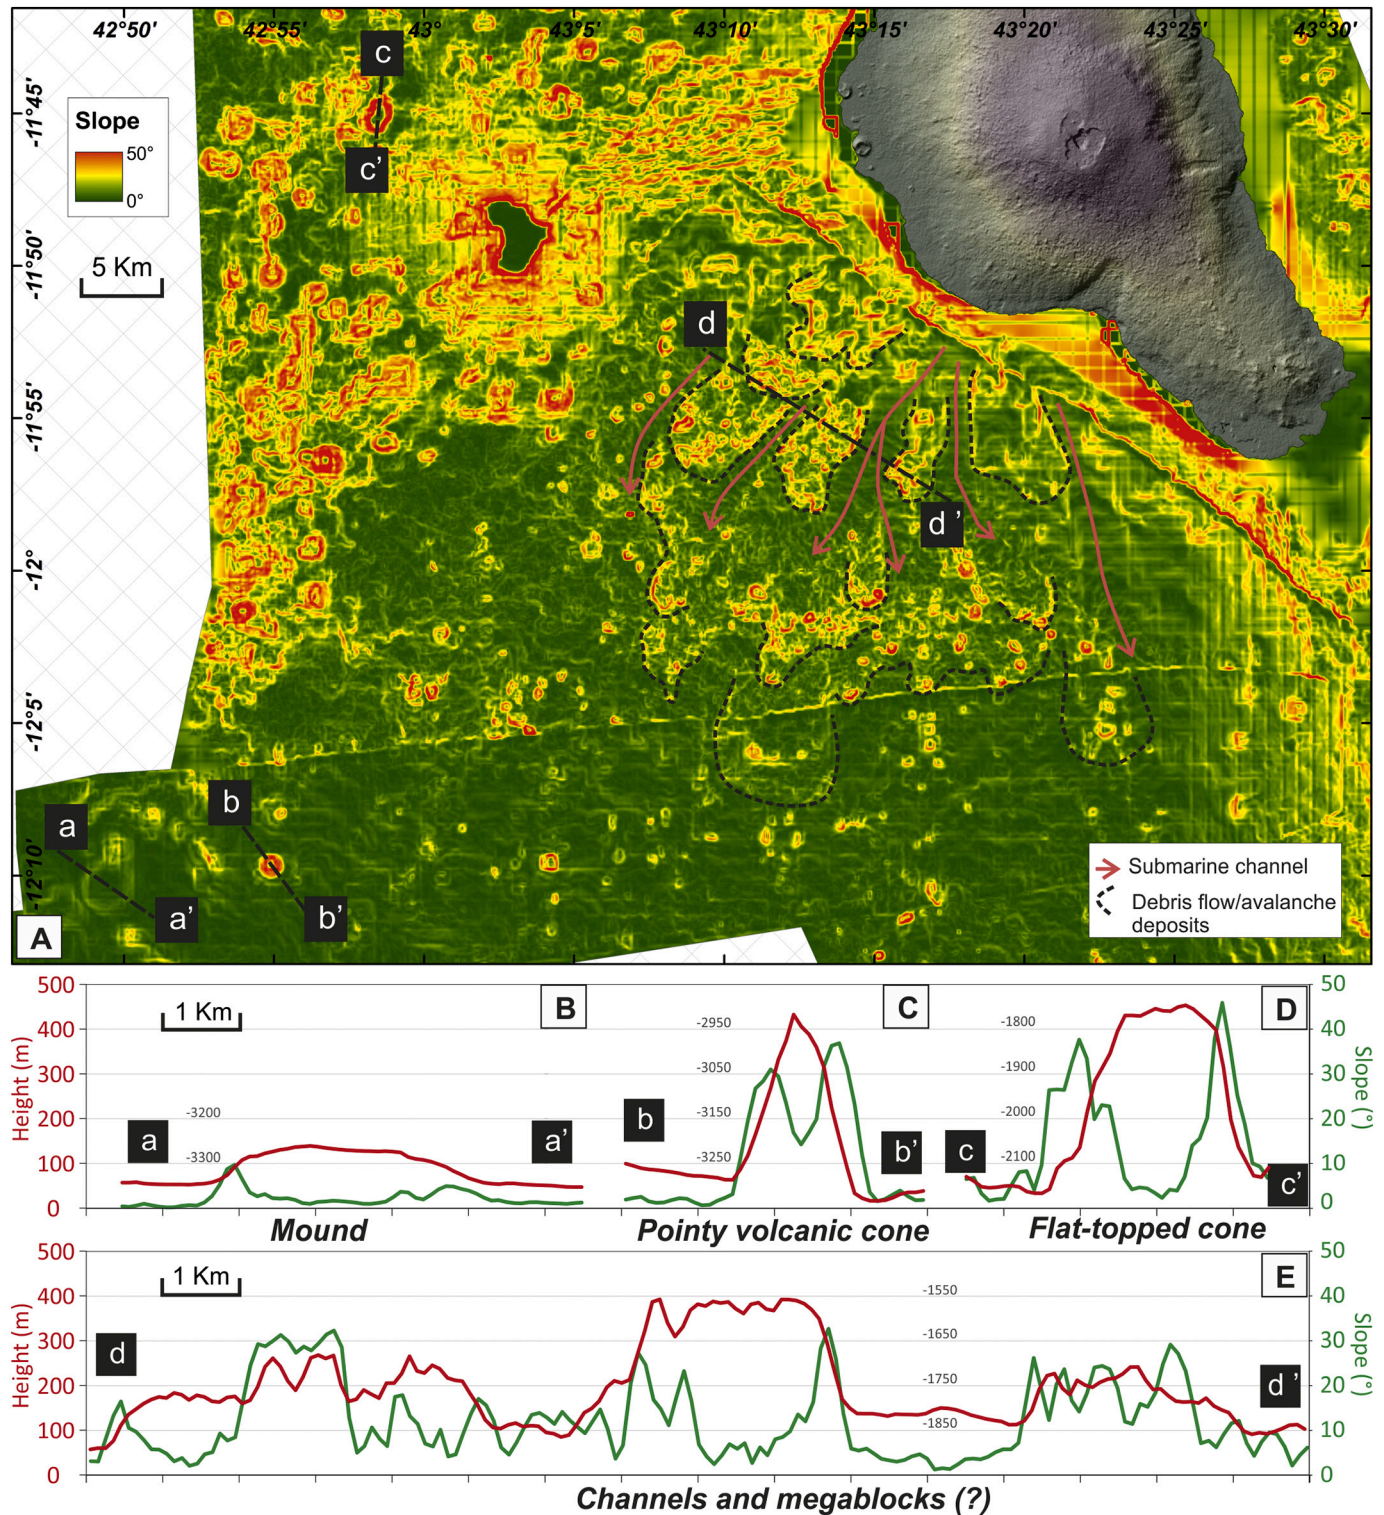 42°50' 42°55' 43° 43°5' 43°10' 43°15' 43°20' 43°25' 43°30'
c
-11°45'
Slope
50°
0°
c'
5 Km
-11°50'
d
-11°55'
d '
-12°
-12°5'
b
a
-12°10'
a'
b'
Submarine channel
Debris flow/avalanche
deposits
A
500
400
300
200
100
0
Height (m)
1 Km
B
-3200
-3300
a
a'
Mound
C
-2950
-3050
-3150
-3250
b
b'
Pointy volcanic cone
D
-1800
-1900
-2000
-2100
c
c'
Flat-topped cone
50
40
30
20
10
0
Slope (°)
500
400
300
200
100
0
Height (m)
1 Km
E
d
-1550
-1650
-1750
-1850
d '
50
40
30
20
10
0
Slope (°)
Channels and megablocks (?)